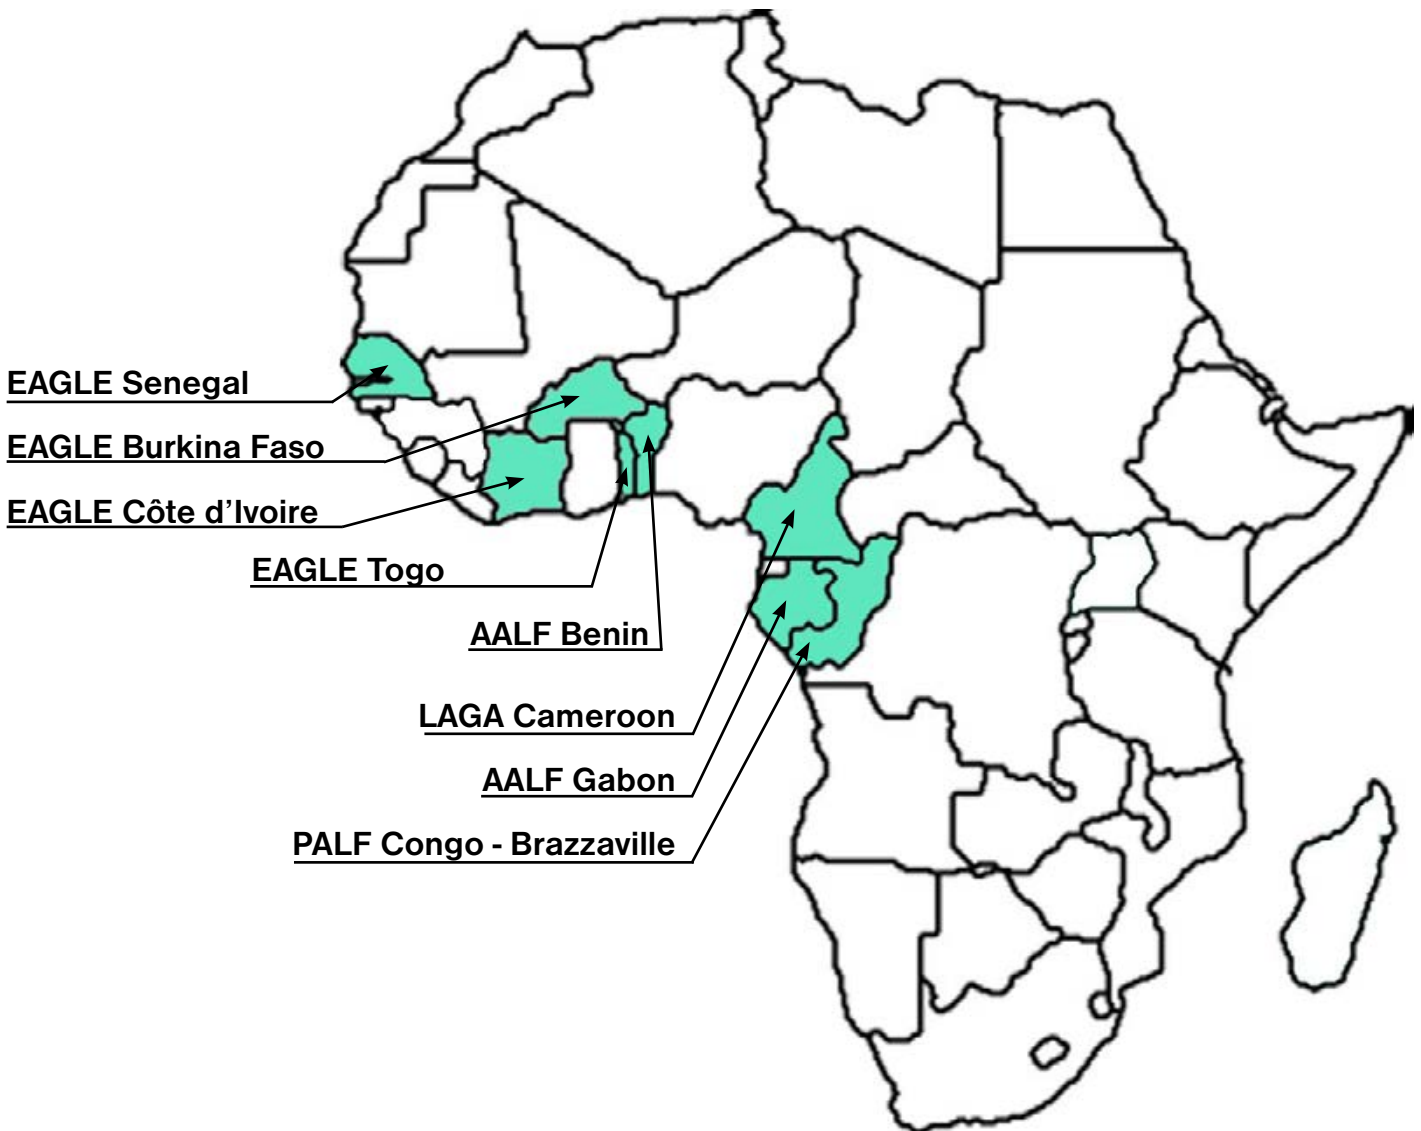 EAGLE Senegal
EAGLE Burkina Faso
EAGLE Côte d’Ivoire
EAGLE Togo
AALF Benin
LAGA Cameroon
AALF Gabon
PALF Congo - Brazzaville